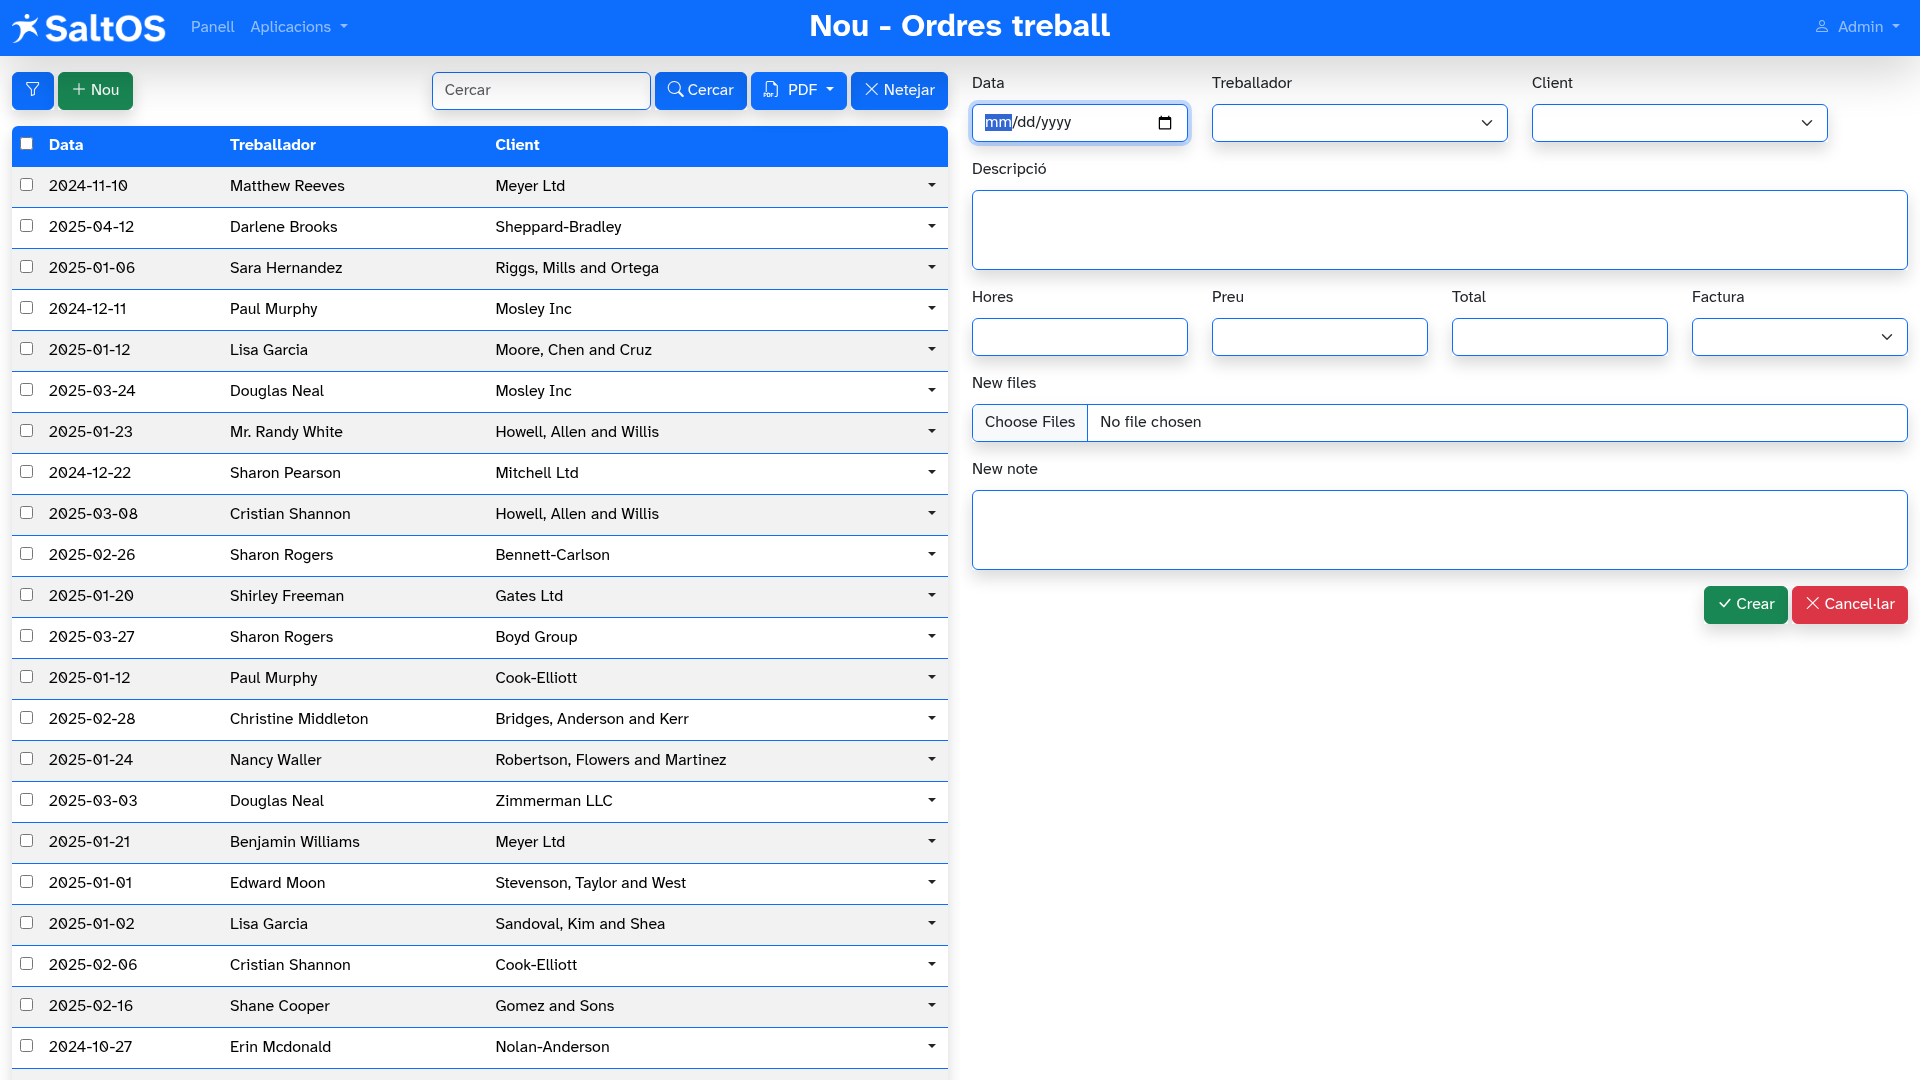 SaltOS Panell Aplicacions Nou - Ordres treball Admin
Nou Cercar Cercar PDF Netejar
Data Treballador Client
2024-11-10 Matthew Reeves Meyer Ltd
2025-04-12 Darlene Brooks Sheppard-Bradley
2025-01-06 Sara Hernandez Riggs, Mills and Ortega
2024-12-11 Paul Murphy Mosley Inc
2025-01-12 Lisa Garcia Moore, Chen and Cruz
2025-03-24 Douglas Neal Mosley Inc
2025-01-23 Mr. Randy White Howell, Allen and Willis
2024-12-22 Sharon Pearson Mitchell Ltd
2025-03-08 Cristian Shannon Howell, Allen and Willis
2025-02-26 Sharon Rogers Bennett-Carlson
2025-01-20 Shirley Freeman Gates Ltd
2025-03-27 Sharon Rogers Boyd Group
2025-01-12 Paul Murphy Cook-Elliott
2025-02-28 Christine Middleton Bridges, Anderson and Kerr
2025-01-24 Nancy Waller Robertson, Flowers and Martinez
2025-03-03 Douglas Neal Zimmerman LLC
2025-01-21 Benjamin Williams Meyer Ltd
2025-01-01 Edward Moon Stevenson, Taylor and West
2025-01-02 Lisa Garcia Sandoval, Kim and Shea
2025-02-06 Cristian Shannon Cook-Elliott
2025-02-16 Shane Cooper Gomez and Sons
2024-10-27 Erin Mcdonald Nolan-Anderson
Data Treballador Client
mm/dd/yyyy
Descripció
Hores Preu Total Factura
New files
Choose Files No file chosen
New note
Crear Cancel·lar